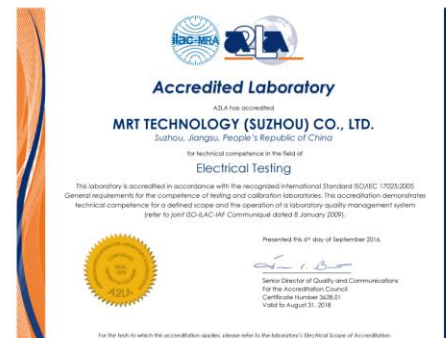 ilac-MRA
A2LA
Accredited Laboratory
A2LA has accredited
MRT TECHNOLOGY (SUZHOU) CO., LTD.
Suzhou, Jiangsu, People's Republic of China
for technical competence in the field of
Electrical Testing
This laboratory is accredited in accordance with the recognized International Standard ISO/IEC 17025:2005
General requirements for the competence of testing and calibration laboratories. This accreditation demonstrates
technical competence for a defined scope and the operation of a laboratory quality management system
(refer to joint ISO-ILAC-IAF Communiqué dated 8 January 2009).
Presented this 6th day of September 2016.
Senior Director of Quality and Communications
For the Accreditation Council
Certificate Number 3628.01
Valid to August 31, 2018
CORPORATE
SEAL
1978
A2LA
For the tests to which this accreditation applies, please refer to the laboratory's Electrical Scope of Accreditation.